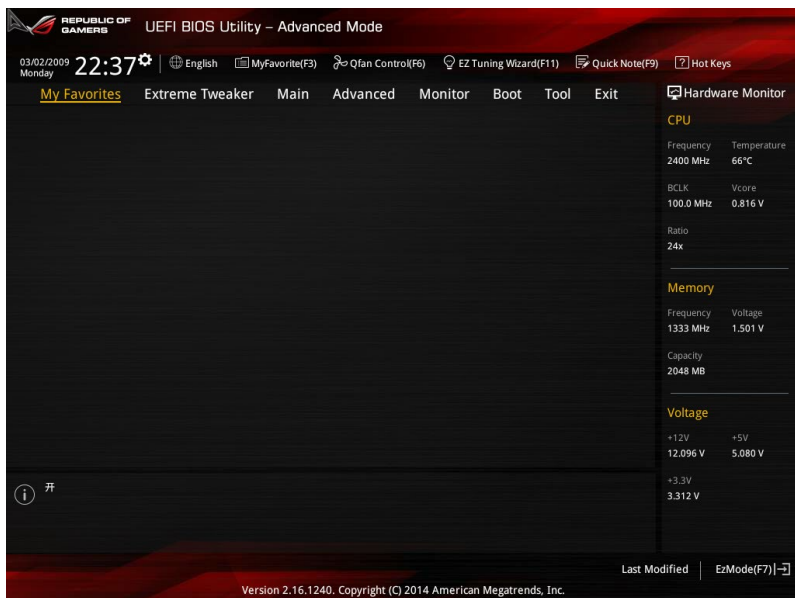 REPUBLIC OF
GAMERS
UEFI BIOS Utility – Advanced Mode
03/02/2009
Monday
22:37
English
MyFavorite(F3)
Qfan Control(F6)
EZ Tuning Wizard(F11)
Quick Note(F9)
? Hot Keys
My Favorites
Extreme Tweaker
Main
Advanced
Monitor
Boot
Tool
Exit
Hardware Monitor
CPU
Frequency Temperature
2400 MHz 66°C
BCLK Vcore
100.0 MHz 0.816 V
Ratio
24x
Memory
Frequency Voltage
1333 MHz 1.501 V
Capacity
2048 MB
Voltage
+12V +5V
12.096 V 5.080 V
+3.3V
3.312 V
i 开
Last Modified
EzMode(F7)
Version 2.16.1240. Copyright (C) 2014 American Megatrends, Inc.